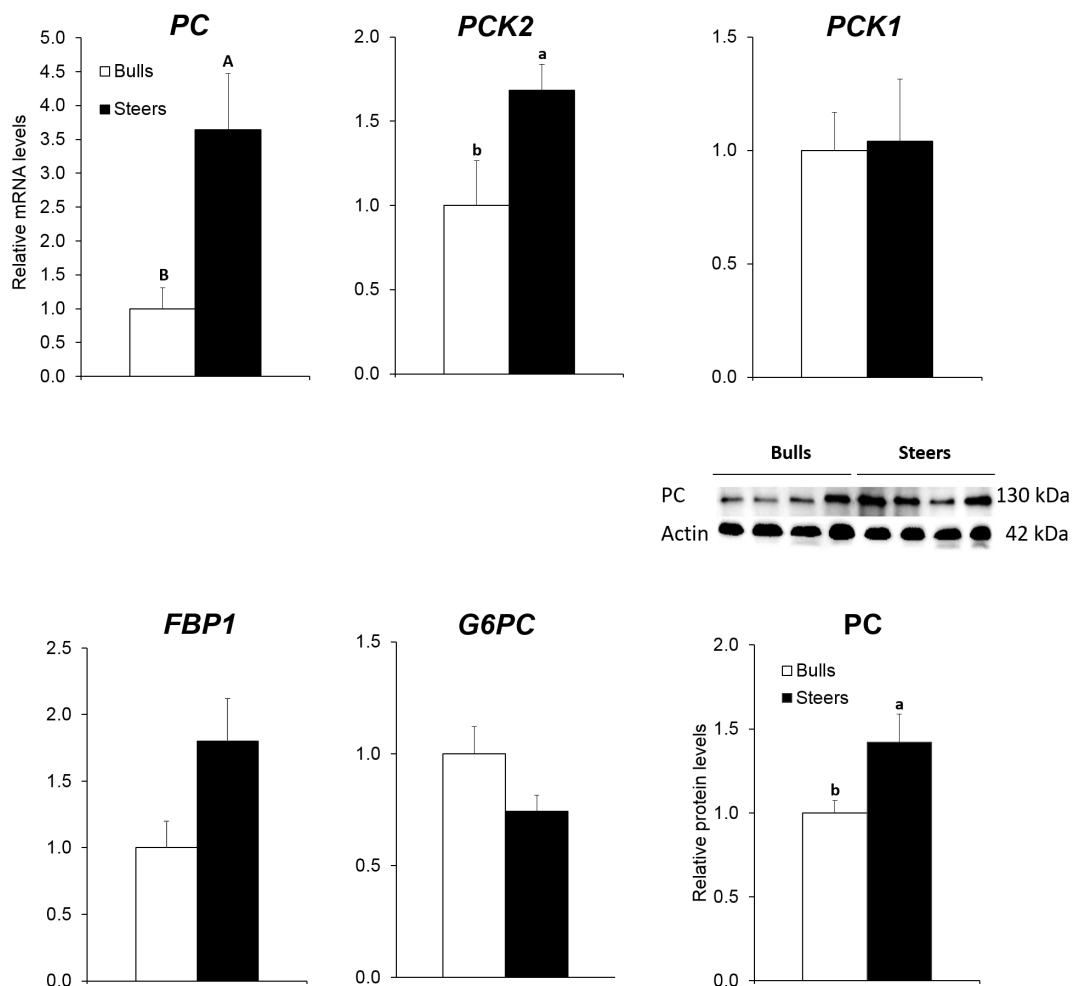 PC
PCK2
PCK1
5.0
4.5
4.0
3.5
3.0
2.5
2.0
1.5
1.0
0.5
0.0
Relative mRNA levels
Bulls
Steers
B
A
2.0
1.5
1.0
0.5
0.0
b
a
1.5
1.0
0.5
0.0
Bulls Steers
PC 130 kDa
Actin 42 kDa
FBP1
G6PC
PC
2.5
2.0
1.5
1.0
0.5
0.0
1.5
1.0
0.5
0.0
2.0
1.5
1.0
0.5
0.0
Relative protein levels
Bulls
Steers
b
a